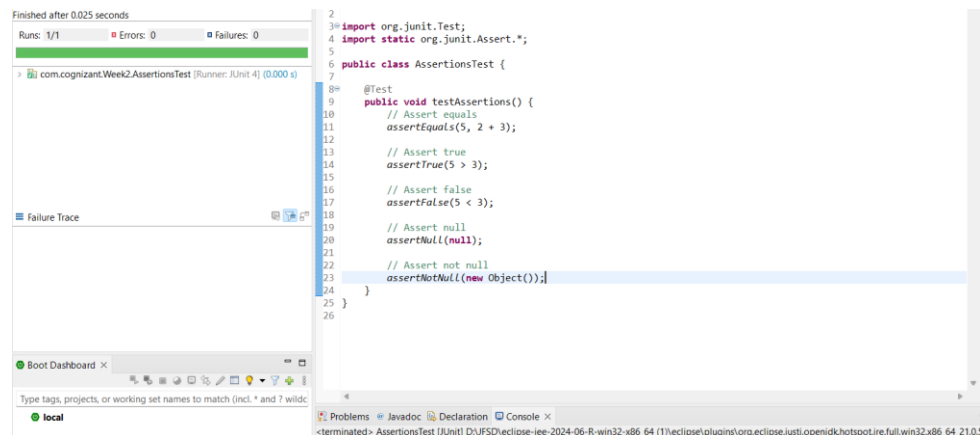 Finished after 0.025 seconds
Runs: 1/1 Errors: 0 Failures: 0
com.cognizant.Week2.AssertionsTest [Runner: JUnit 4] (0.000 s)
Failure Trace
Boot Dashboard
Type tags, projects, or working set names to match (incl. * and ? wildc
local
2
3 import org.junit.Test;
4 import static org.junit.Assert.*;
5
6 public class AssertionsTest {
7
8 @Test
9 public void testAssertions() {
10 // Assert equals
11 assertEquals(5, 2 + 3);
12
13 // Assert true
14 assertTrue(5 > 3);
15
16 // Assert false
17 assertFalse(5 < 3);
18
19 // Assert null
20 assertNull(null);
21
22 // Assert not null
23 assertNotNull(new Object());
24 }
25 }
26
Problems Javadoc Declaration Console
<terminated> AssertionsTest [JUnit] D:\JFSD\eclipse-jee-2024-06-R-win32-x86_64 (1)\eclipse\plugins\org.eclipse.justj.openjdk.hotspot.jre.full.win32.x86_64_21.0.